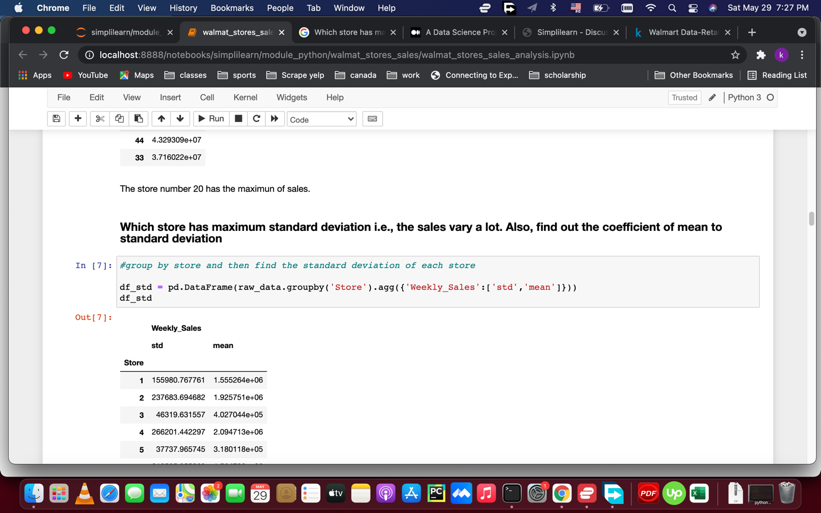 Chrome File Edit View History Bookmarks People Tab Window Help Sat May 29 7:27 PM
simplilearn/module_ walmat_stores_sale Which store has ma A Data Science Pro Simplilearn - Discu Walmart Data-Reta
localhost:8888/notebooks/simplilearn/module_python/walmat_stores_sales/walmart_stores_sales_analysis.ipynb
Apps YouTube Maps classes sports Scrape yelp canada work Connecting to Exp... scholarship Other Bookmarks Reading List
File Edit View Insert Cell Kernel Widgets Help Trusted Python 3
Run Code
44 4.329309e+07
33 3.716022e+07
The store number 20 has the maximun of sales.
Which store has maximum standard deviation i.e., the sales vary a lot. Also, find out the coefficient of mean to
standard deviation
In [7]: #group by store and then find the standard deviation of each store
df_std = pd.DataFrame(raw_data.groupby('Store').agg({'Weekly_Sales':['std','mean']}))
df_std
Out[7]:
Weekly_Sales
std mean
Store
1 155980.767761 1.555264e+06
2 237683.694682 1.925751e+06
3 46319.631557 4.027044e+05
4 266201.442297 2.094713e+06
5 37737.965745 3.180118e+05
MAY
29
tv
PC
PDF
Up
python...